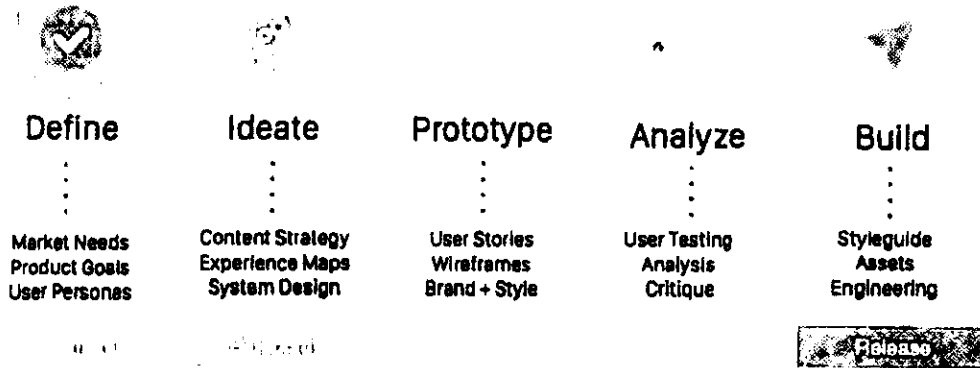 Define
Ideate
Prototype
Analyze
Build
Market Needs
Product Goals
User Personas
Content Strategy
Experience Maps
System Design
User Stories
Wireframes
Brand + Style
User Testing
Analysis
Critique
Styleguide
Assets
Engineering
Release